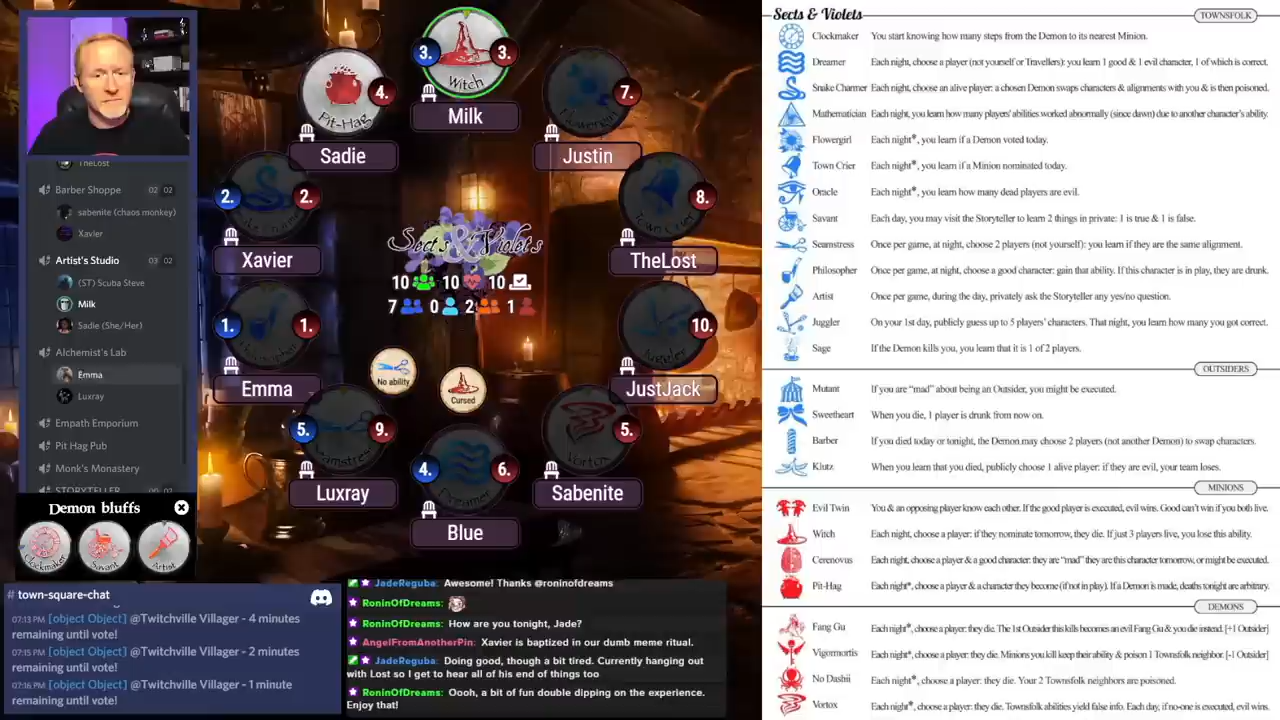 TheLost
Barber Shoppe 02 02
sabenite (chaos monkey)
Xavier
Artist's Studio 03 02
(ST) Scuba Steve
Milk
Sadie (She/Her)
Alchemist's Lab
Emma
Luxray
Empath Emporium
Pit Hag Pub
Monk's Monastery
Demon bluffs
Clockmaker
Savant
Artist
# town-square-chat
07:13 PM [object Object] @Twitchville Villager - 4 minutes
remaining until vote!
07:15 PM [object Object] @Twitchville Villager - 2 minutes
remaining until vote!
07:16 PM [object Object] @Twitchville Villager - 1 minute
remaining until vote!
Pit-Hag
4.
Sadie
3.
3.
Witch
Milk
7.
Justin
2.
2.
Xavier
8.
TheLost
1.
1.
Emma
10.
JustJack
5.
9.
Luxray
4.
6.
Dreamer
Blue
5.
Vortox
Sabenite
Sects & Violets
10 10 10
7 0 2 1
No ability
Cursed
JadeReguba: Awesome! Thanks @roninofdreams
RoninOfDreams:
RoninOfDreams: How are you tonight, Jade?
AngelFromAnotherPin: Xavier is baptized in our dumb meme ritual.
JadeReguba: Doing good, though a bit tired. Currently hanging out
with Lost so I get to hear all of his end of things too
RoninOfDreams: Oooh, a bit of fun double dipping on the experience.
Enjoy that!
Sects & Violets
TOWNSFOLK
Clockmaker You start knowing how many steps from the Demon to its nearest Minion.
Dreamer Each night, choose a player (not yourself or Travellers): you learn 1 good & 1 evil character, 1 of which is correct.
Snake Charmer Each night, choose an alive player: a chosen Demon swaps characters & alignments with you & is then poisoned.
Mathematician Each night, you learn how many players' abilities worked abnormally (since dawn) due to another character's ability.
Flowergirl Each night*, you learn if a Demon voted today.
Town Crier Each night*, you learn if a Minion nominated today.
Oracle Each night*, you learn how many dead players are evil.
Savant Each day, you may visit the Storyteller to learn 2 things in private: 1 is true & 1 is false.
Seamstress Once per game, at night, choose 2 players (not yourself): you learn if they are the same alignment.
Philosopher Once per game, at night, choose a good character: gain that ability. If this character is in play, they are drunk.
Artist Once per game, during the day, privately ask the Storyteller any yes/no question.
Juggler On your 1st day, publicly guess up to 5 players' characters. That night, you learn how many you got correct.
Sage If the Demon kills you, you learn that it is 1 of 2 players.
OUTSIDERS
Mutant If you are "mad" about being an Outsider, you might be executed.
Sweetheart When you die, 1 player is drunk from now on.
Barber If you died today or tonight, the Demon may choose 2 players (not another Demon) to swap characters.
Klutz When you learn that you died, publicly choose 1 alive player: if they are evil, your team loses.
MINIONS
Evil Twin You & an opposing player know each other. If the good player is executed, evil wins. Good can't win if you both live.
Witch Each night, choose a player: if they nominate tomorrow, they die. If just 3 players live, you lose this ability.
Cerenovus Each night, choose a player & a good character: they are "mad" they are this character tomorrow, or might be executed.
Pit-Hag Each night*, choose a player & a character they become (if not in play). If a Demon is made, deaths tonight are arbitrary.
DEMONS
Fang Gu Each night*, choose a player: they die. The 1st Outsider this kills becomes an evil Fang Gu & you die instead. [+1 Outsider]
Vigormortis Each night*, choose a player: they die. Minions you kill keep their ability & poison 1 Townsfolk neighbor. [-1 Outsider]
No Dashii Each night*, choose a player: they die. Your 2 Townsfolk neighbors are poisoned.
Vortox Each night*, choose a player: they die. Townsfolk abilities yield false info. Each day, if no-one is executed, evil wins.